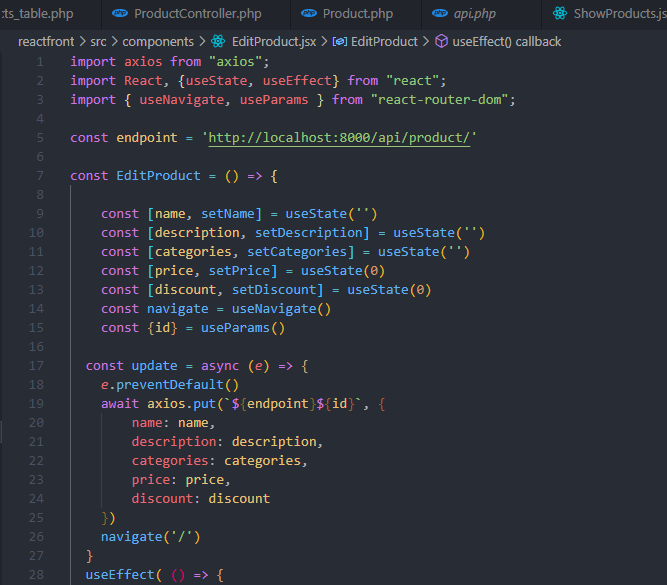 ts_table.php ProductController.php Product.php api.php ShowProducts.js
reactfront > src > components > EditProduct.jsx > EditProduct > useEffect() callback
1 import axios from "axios";
2 import React, {useState, useEffect} from "react";
3 import { useNavigate, useParams } from "react-router-dom";
4
5 const endpoint = 'http://localhost:8000/api/product/'
6
7 const EditProduct = () => {
8
9 const [name, setName] = useState('')
10 const [description, setDescription] = useState('')
11 const [categories, setCategories] = useState('')
12 const [price, setPrice] = useState(0)
13 const [discount, setDiscount] = useState(0)
14 const navigate = useNavigate()
15 const {id} = useParams()
16
17 const update = async (e) => {
18 e.preventDefault()
19 await axios.put(`${endpoint}${id}`, {
20 name: name,
21 description: description,
22 categories: categories,
23 price: price,
24 discount: discount
25 })
26 navigate('/')
27 }
28 useEffect( () => {